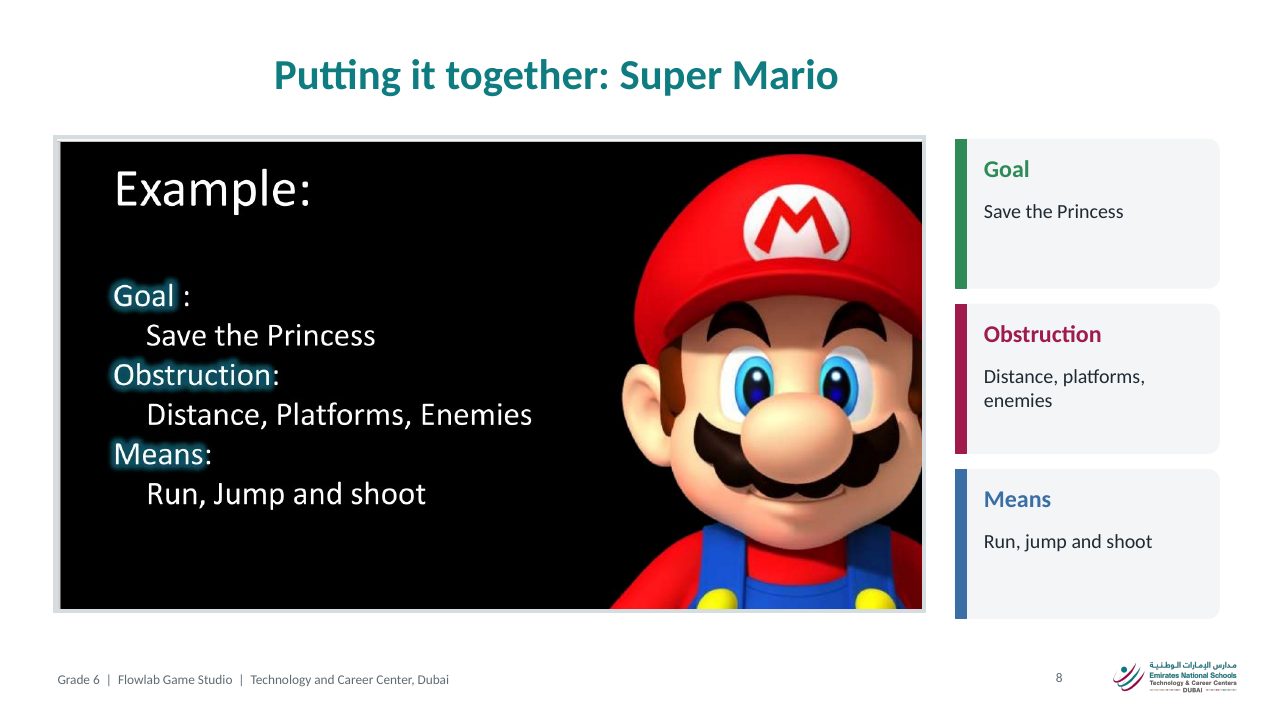 Putting it together: Super Mario
Example:
Goal :
Save the Princess
Obstruction:
Distance, Platforms, Enemies
Means:
Run, Jump and shoot
M
Goal
Save the Princess
Obstruction
Distance, platforms,
enemies
Means
Run, jump and shoot
Grade 6 | Flowlab Game Studio | Technology and Career Center, Dubai
8
مدارس الإمارات الوطنية
Emirates National Schools
Technology & Career Centers
DUBAI